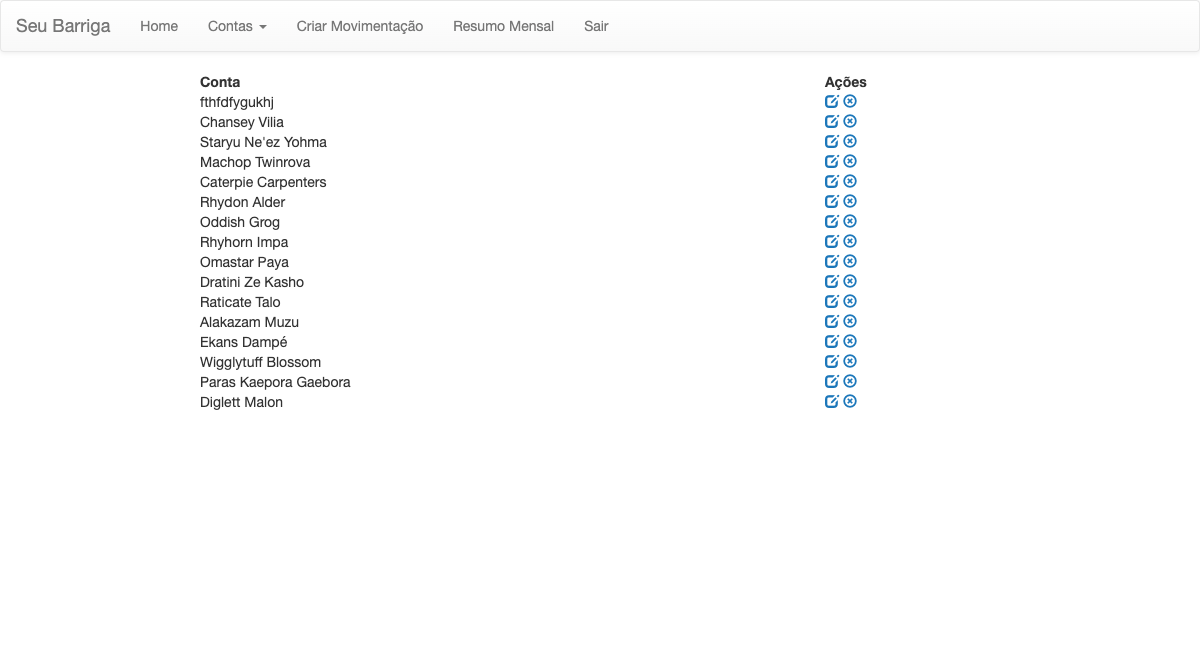 Seu Barriga Home Contas Criar Movimentação Resumo Mensal Sair
Conta Ações
fthfdfygukhj
Chansey Vilia
Staryu Ne'ez Yohma
Machop Twinrova
Caterpie Carpenters
Rhydon Alder
Oddish Grog
Rhyhorn Impa
Omastar Paya
Dratini Ze Kasho
Raticate Talo
Alakazam Muzu
Ekans Dampé
Wigglytuff Blossom
Paras Kaepora Gaebora
Diglett Malon